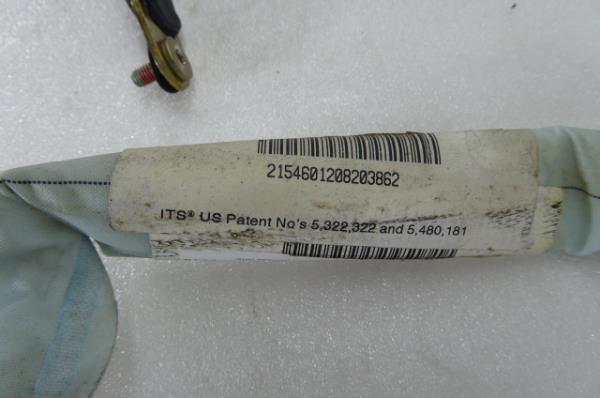 2154601208203862
ITS® US Patent No's 5,322,322 and 5,480,181